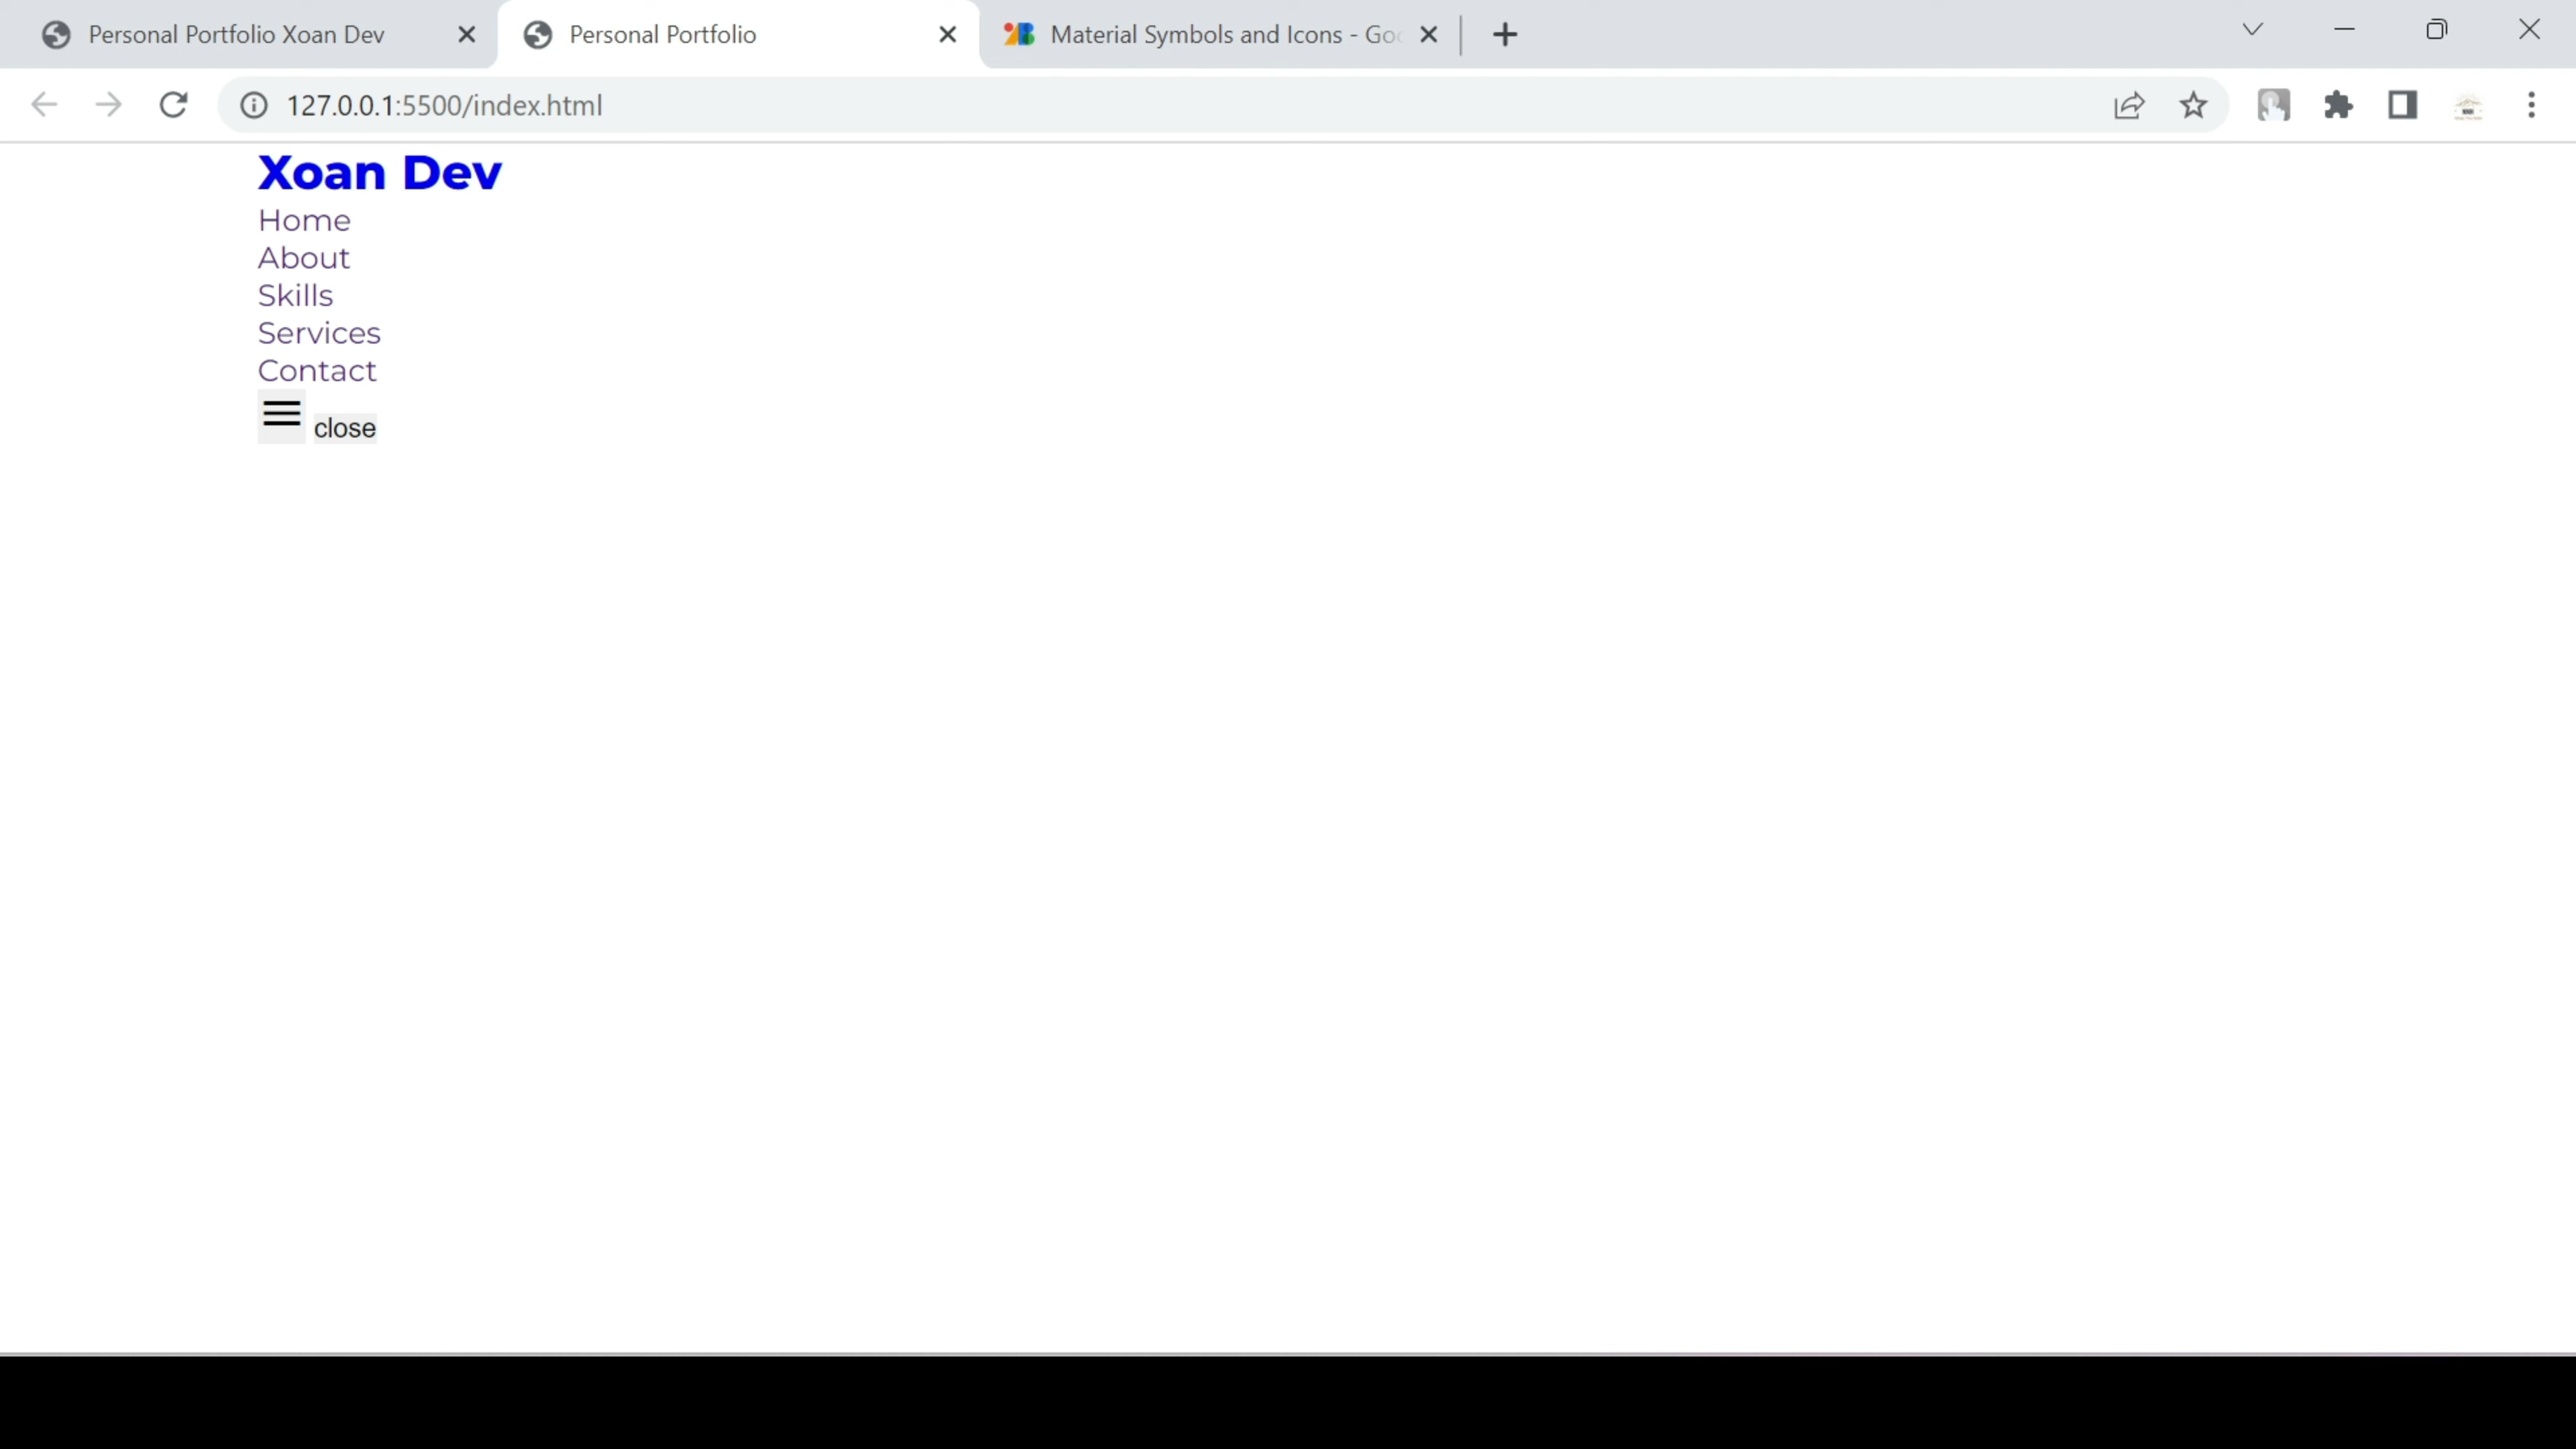 Personal Portfolio Xoan Dev
Personal Portfolio
Material Symbols and Icons - Goo
127.0.0.1:5500/index.html
Xoan Dev
Home
About
Skills
Services
Contact
close